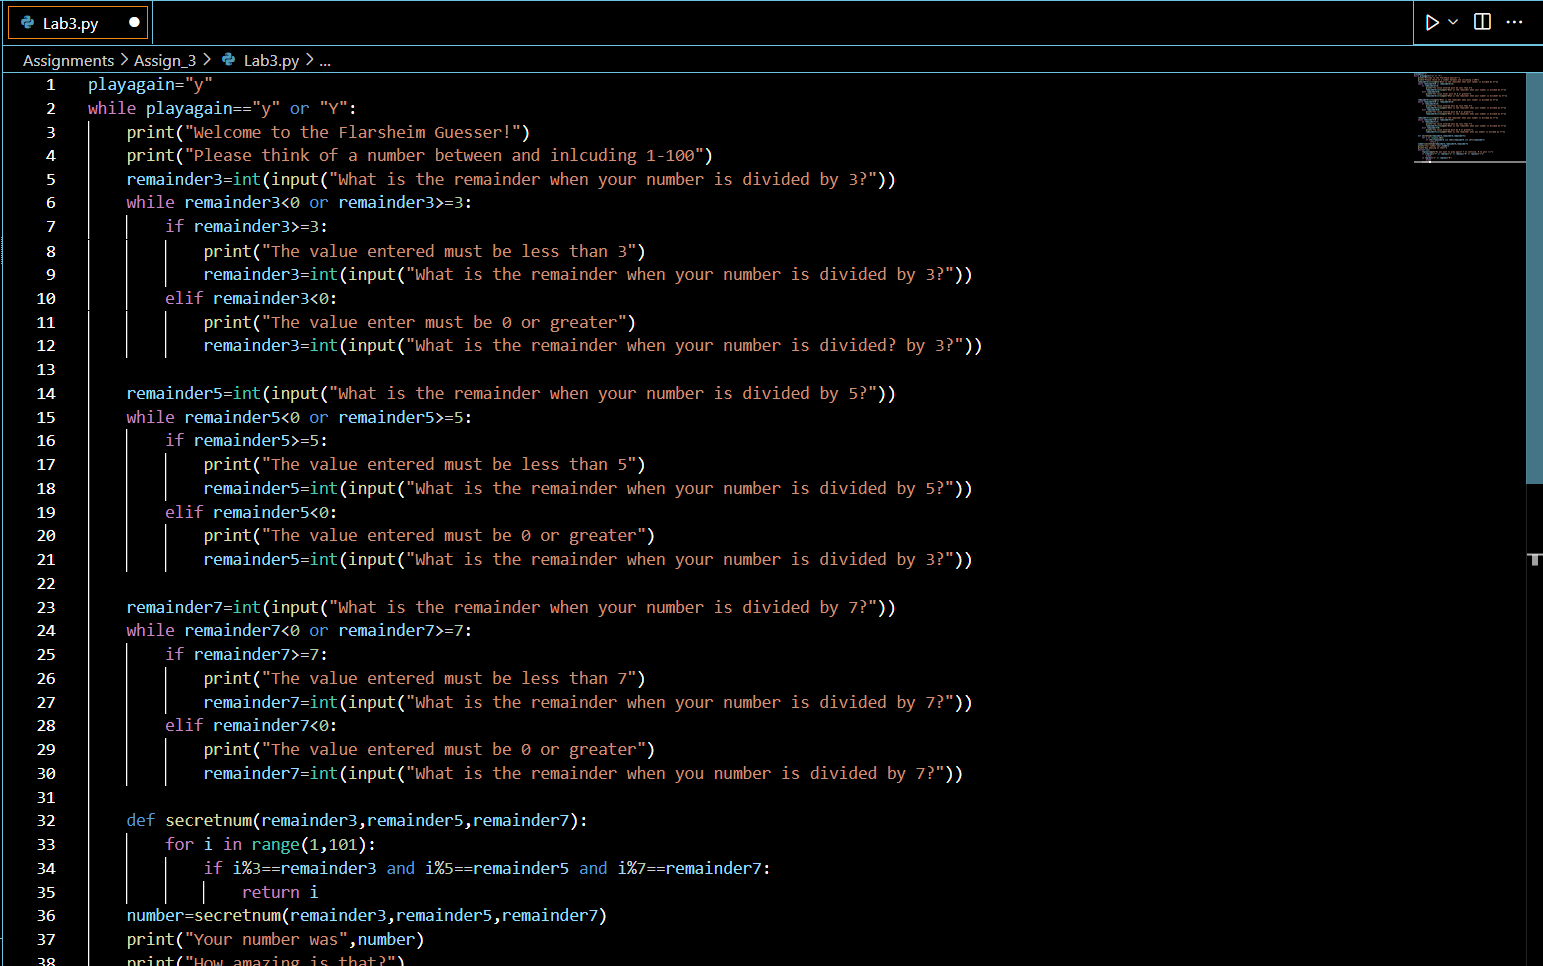 Lab3.py
Assignments > Assign_3 > Lab3.py > ...
1 playagain="y"
2 while playagain=="y" or "Y":
3     print("Welcome to the Flarsheim Guesser!")
4     print("Please think of a number between and inlcuding 1-100")
5     remainder3=int(input("What is the remainder when your number is divided by 3?"))
6     while remainder3<0 or remainder3>=3:
7         if remainder3>=3:
8             print("The value entered must be less than 3")
9             remainder3=int(input("What is the remainder when your number is divided by 3?"))
10         elif remainder3<0:
11             print("The value enter must be 0 or greater")
12             remainder3=int(input("What is the remainder when your number is divided? by 3?"))
13
14     remainder5=int(input("What is the remainder when your number is divided by 5?"))
15     while remainder5<0 or remainder5>=5:
16         if remainder5>=5:
17             print("The value entered must be less than 5")
18             remainder5=int(input("What is the remainder when your number is divided by 5?"))
19         elif remainder5<0:
20             print("The value entered must be 0 or greater")
21             remainder5=int(input("What is the remainder when your number is divided by 3?"))
22
23     remainder7=int(input("What is the remainder when your number is divided by 7?"))
24     while remainder7<0 or remainder7>=7:
25         if remainder7>=7:
26             print("The value entered must be less than 7")
27             remainder7=int(input("What is the remainder when your number is divided by 7?"))
28         elif remainder7<0:
29             print("The value entered must be 0 or greater")
30             remainder7=int(input("What is the remainder when you number is divided by 7?"))
31
32     def secretnum(remainder3,remainder5,remainder7):
33         for i in range(1,101):
34             if i%3==remainder3 and i%5==remainder5 and i%7==remainder7:
35                 return i
36     number=secretnum(remainder3,remainder5,remainder7)
37     print("Your number was",number)
38     print("How amazing is that?")